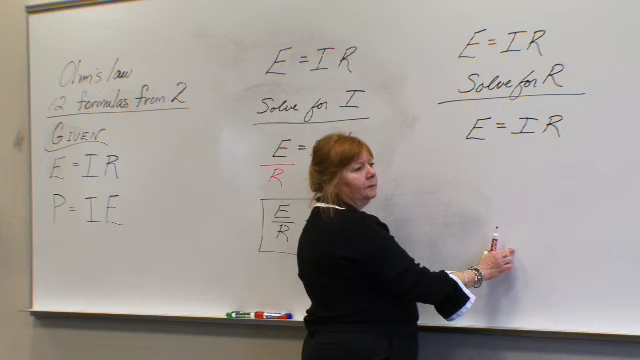 Ohm's law
12 formulas from 2
GIVEN
E = I R
P = I E
E = I R
Solve for I
E =
R
E
R
E = I R
Solve for R
E = I R